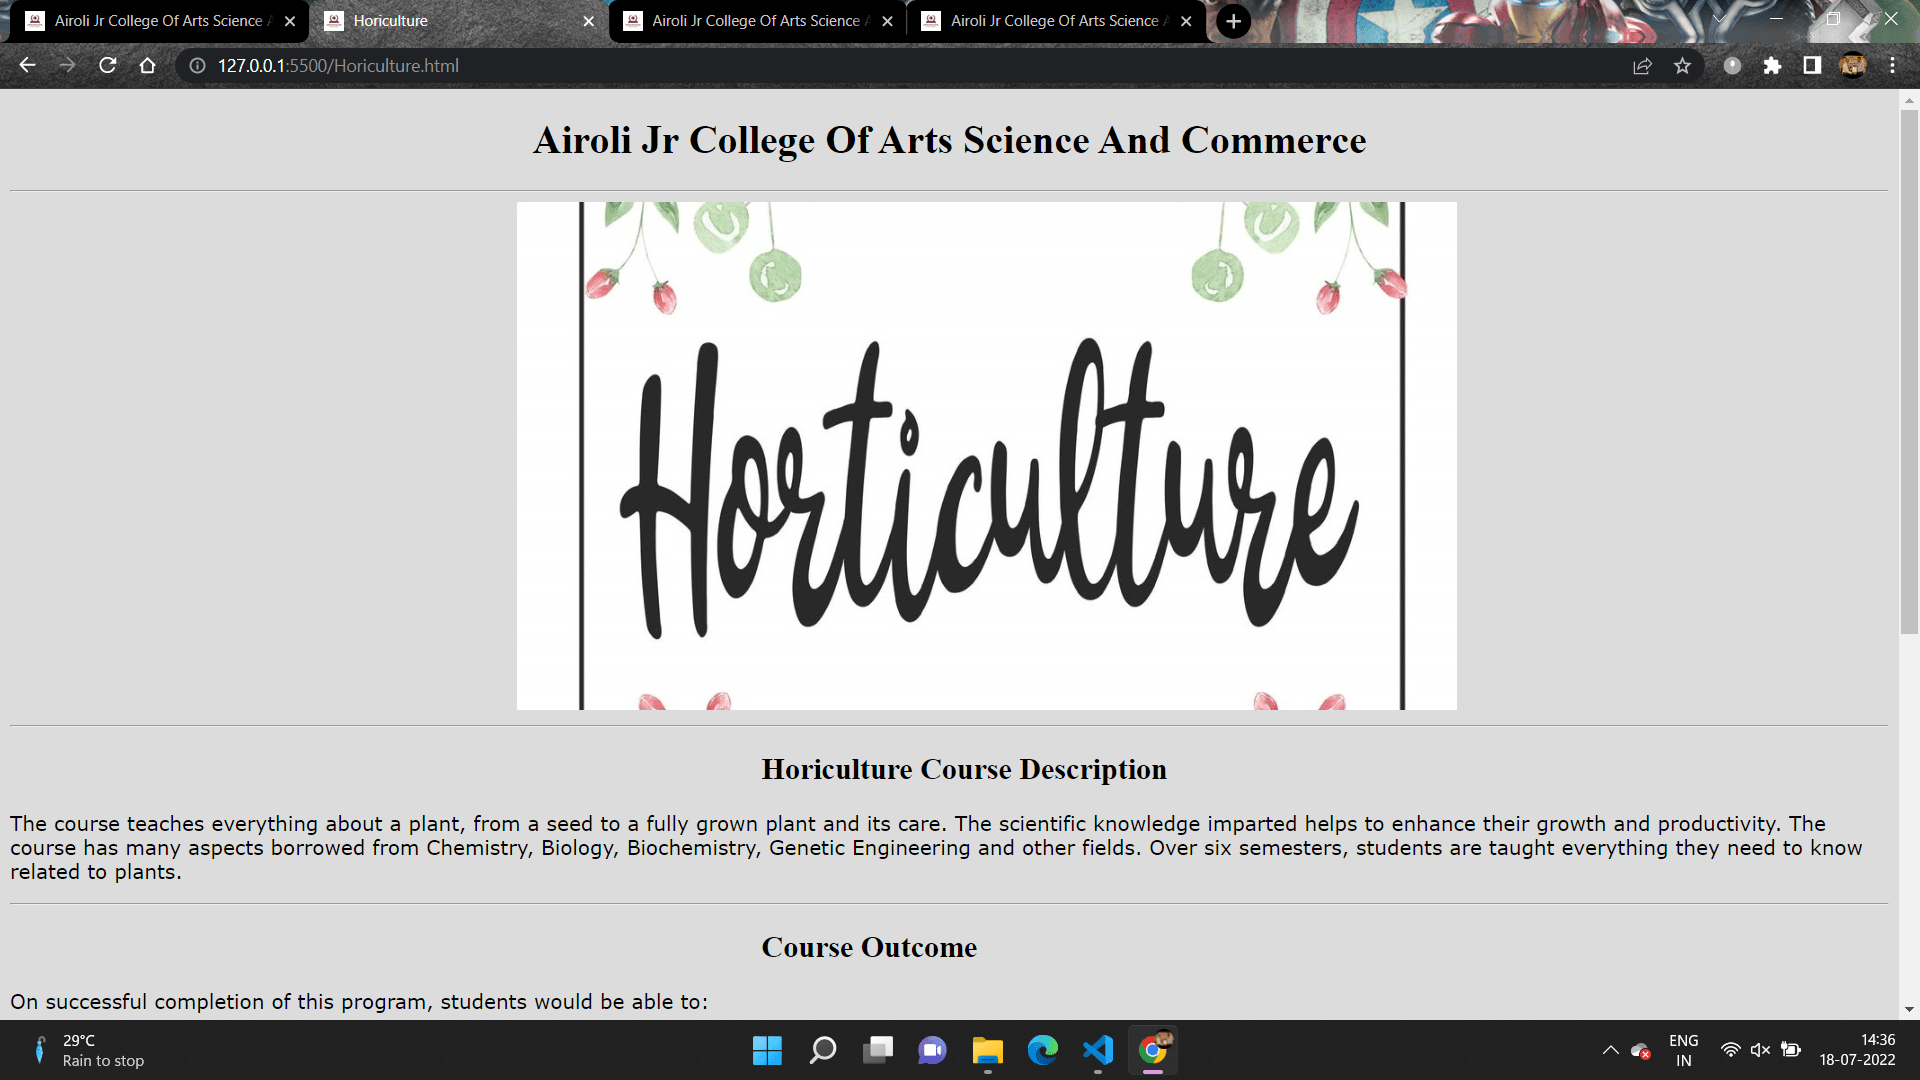 Airoli Jr College Of Arts Science A
Horiculture
Airoli Jr College Of Arts Science A
Airoli Jr College Of Arts Science A
127.0.0.1:5500/Horiculture.html
Airoli Jr College Of Arts Science And Commerce
Horticulture
Horiculture Course Description
The course teaches everything about a plant, from a seed to a fully grown plant and its care. The scientific knowledge imparted helps to enhance their growth and productivity. The
course has many aspects borrowed from Chemistry, Biology, Biochemistry, Genetic Engineering and other fields. Over six semesters, students are taught everything they need to know
related to plants.
Course Outcome
On successful completion of this program, students would be able to:
29°C
Rain to stop
ENG
IN
14:36
18-07-2022